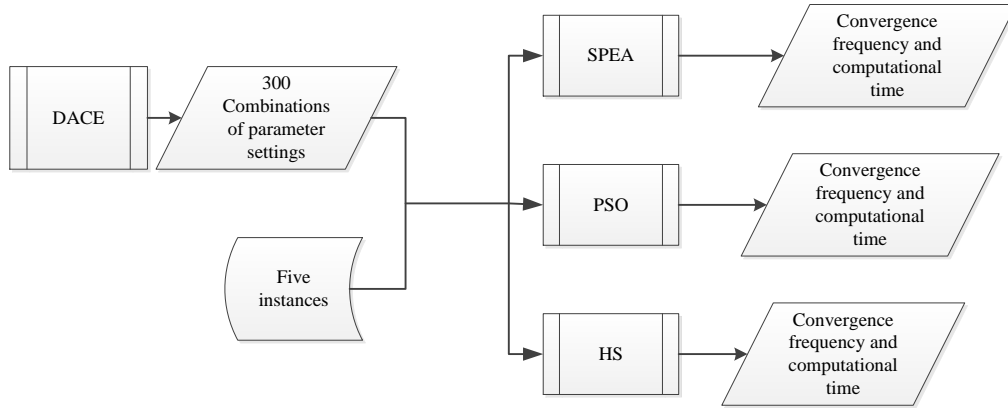 DACE
300
Combinations
of parameter
settings
Five
instances
SPEA
Convergence
frequency and
computational
time
PSO
Convergence
frequency and
computational
time
HS
Convergence
frequency and
computational
time